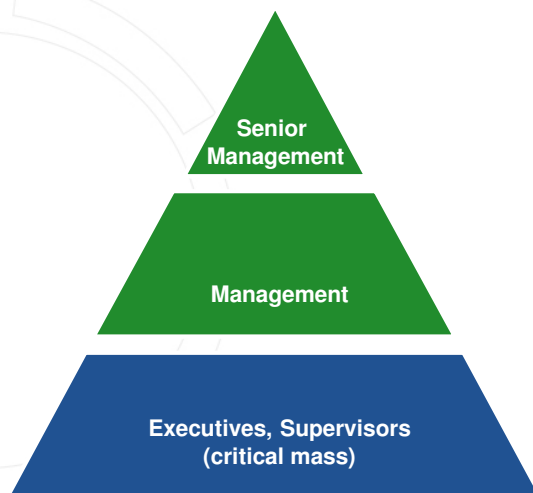 Senior
Management
Management
Executives, Supervisors
(critical mass)